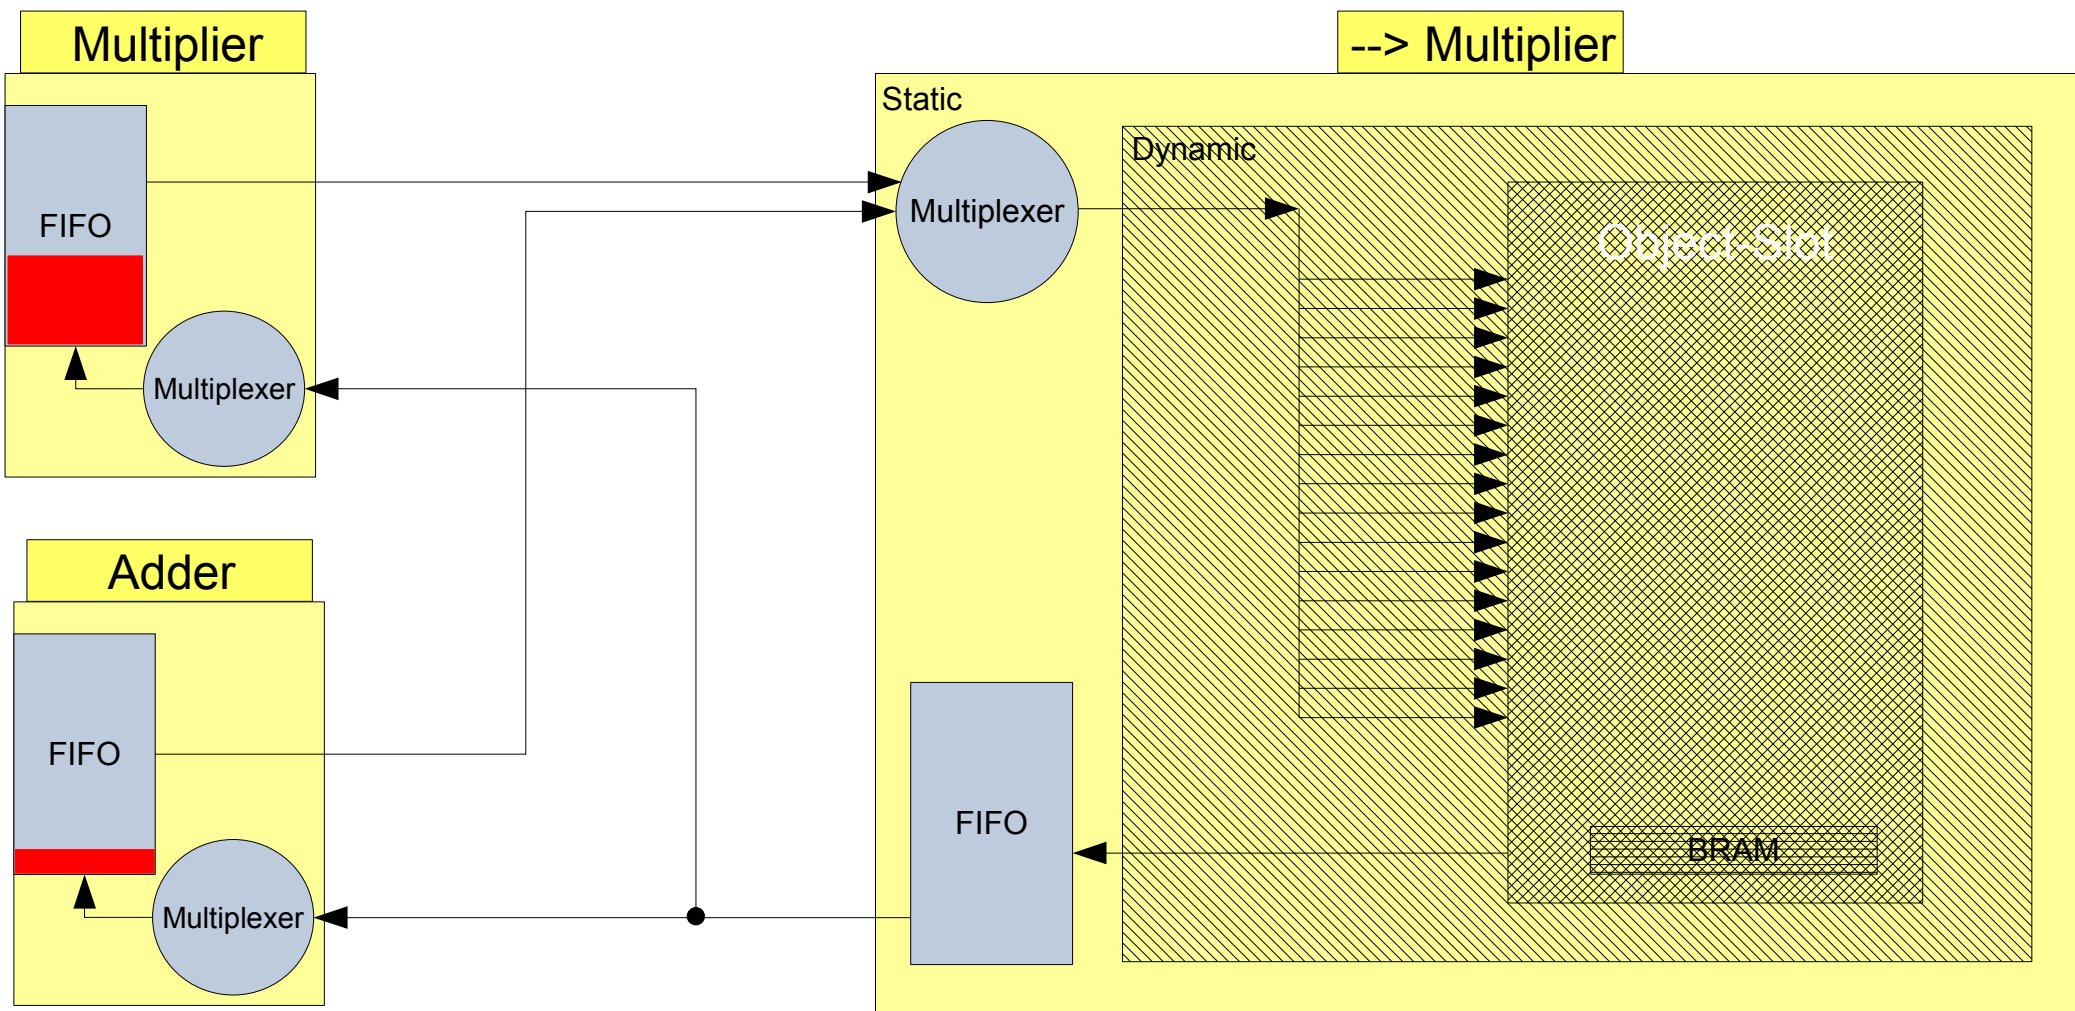 Multiplier
FIFO
Multiplexer
Adder
FIFO
Multiplexer
--> Multiplier
Static
Multiplexer
Dynamic
Object-Slot
FIFO
BRAM